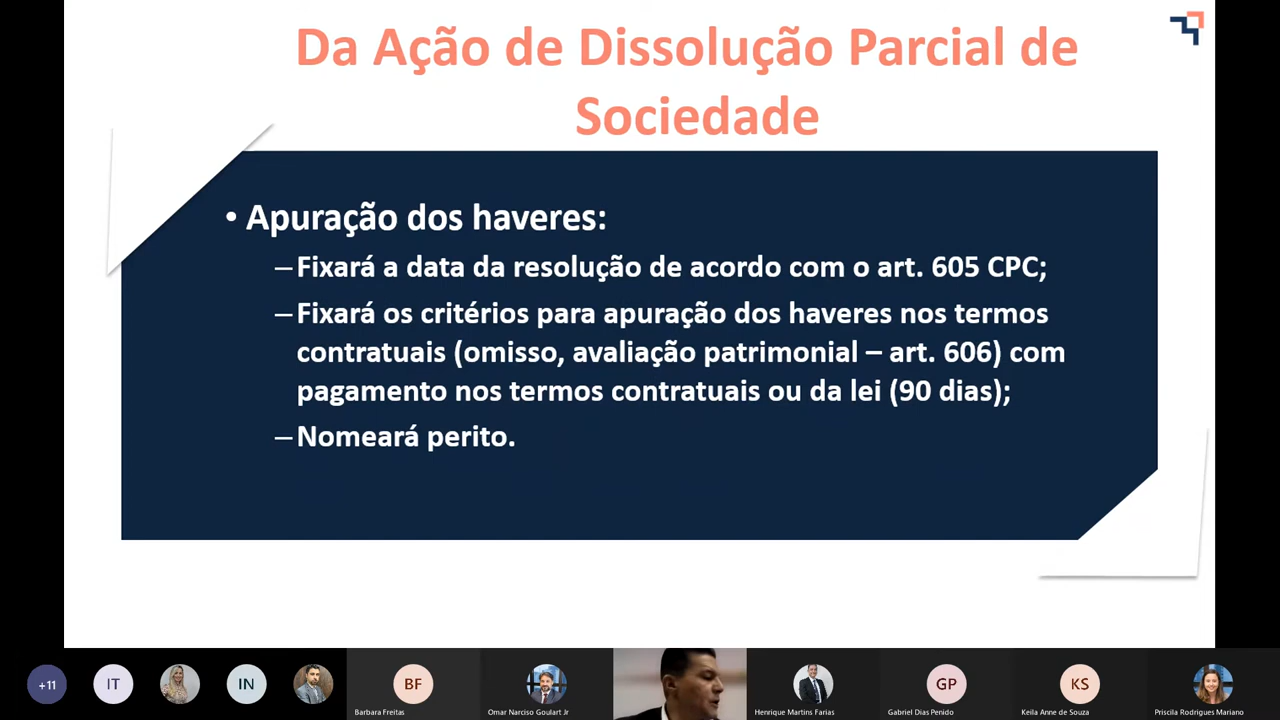 Da Ação de Dissolução Parcial de
Sociedade
• Apuração dos haveres:
–Fixará a data da resolução de acordo com o art. 605 CPC;
–Fixará os critérios para apuração dos haveres nos termos
contratuais (omisso, avaliação patrimonial – art. 606) com
pagamento nos termos contratuais ou da lei (90 dias);
–Nomeará perito.
+11
IT
IN
BF
GP
KS
Barbara Freitas
Omar Narciso Goulart Jr
Henrique Martins Farias
Gabriel Dias Penido
Keila Anne de Souza
Priscila Rodrigues Mariano